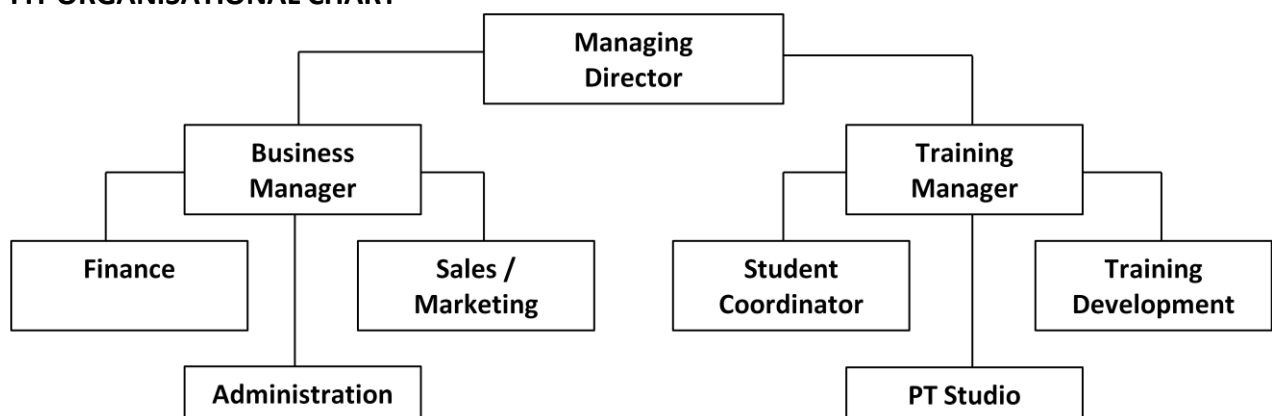 ORGANISATIONAL CHART
Managing
Director
Business
Manager
Training
Manager
Finance
Sales /
Marketing
Student
Coordinator
Training
Development
Administration
PT Studio